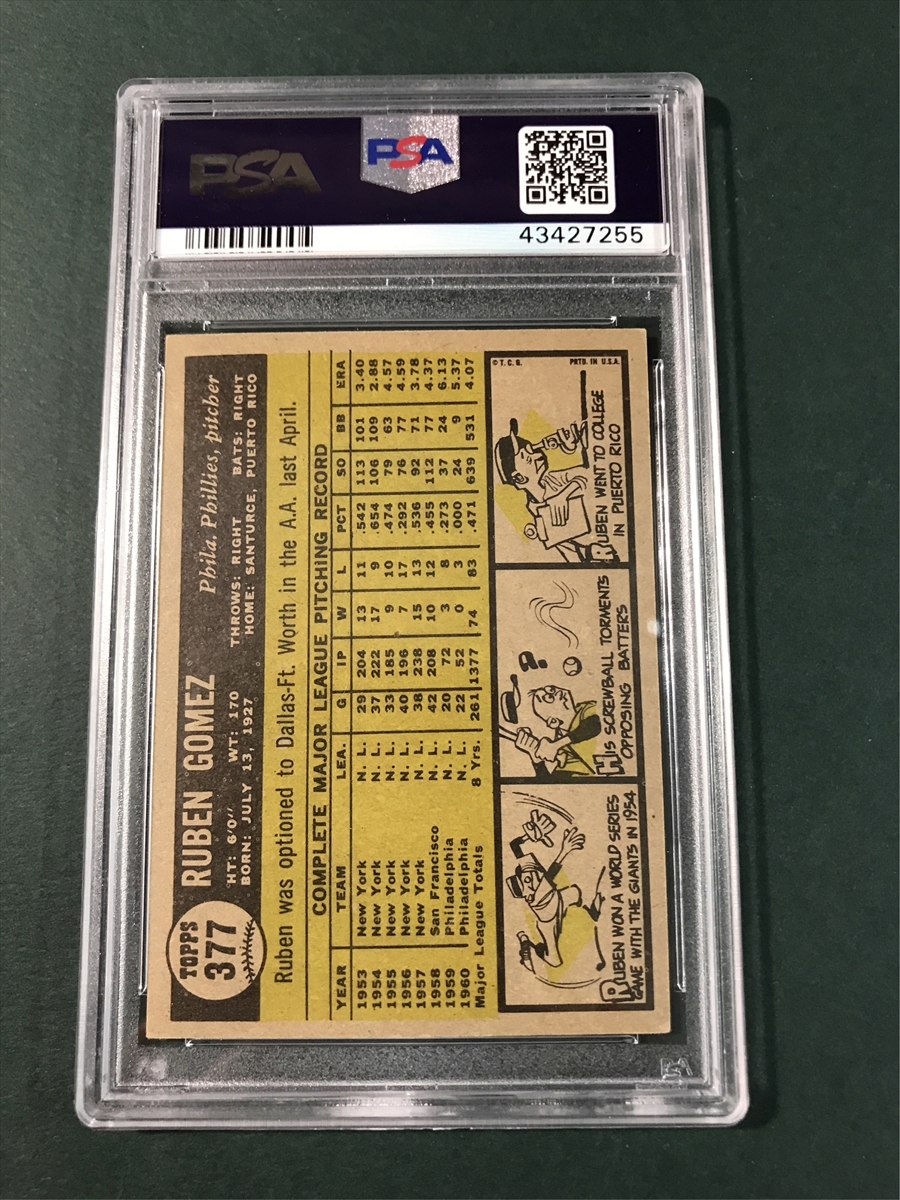 PSA
PSA
43427255
TOPPS
377
RUBEN GOMEZ
Phila. Phillies, pitcher
HT: 6'0" WT: 170 THROWS: RIGHT BATS: RIGHT
BORN: JULY 13, 1927 HOME: SANTURCE, PUERTO RICO
Ruben was optioned to Dallas-Ft. Worth in the A.A. last April.
COMPLETE MAJOR LEAGUE PITCHING RECORD
YEAR TEAM LEA. G IP W L PCT SO BB ERA
1953 New York N. L. 29 204 13 11 .542 113 101 3.40
1954 New York N. L. 37 222 17 9 .654 106 109 2.88
1955 New York N. L. 33 185 9 10 .474 79 63 4.57
1956 New York N. L. 40 196 7 17 .292 76 77 4.59
1957 New York N. L. 38 238 15 13 .536 92 71 3.78
1958 San Francisco N. L. 42 208 10 12 .455 112 77 4.37
1959 Philadelphia N. L. 20 72 3 8 .273 37 24 6.13
1960 Philadelphia N. L. 22 52 0 3 .000 24 9 5.37
Major League Totals 8 Yrs. 261 1377 74 83 .471 639 531 4.07
RUBEN WON A WORLD SERIES
GAME WITH THE GIANTS IN 1954
?
HIS SCREWBALL TORMENTS
OPPOSING BATTERS
RUBEN WENT TO COLLEGE
IN PUERTO RICO
© T. C. G. PRTD. IN U.S.A.